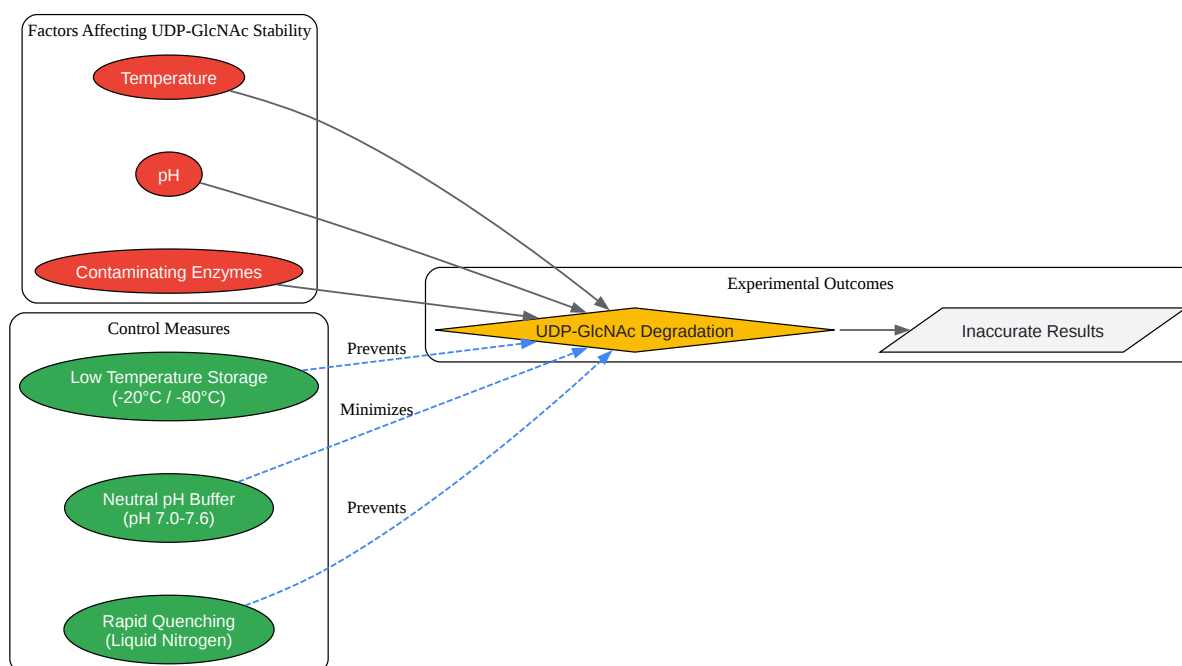 Factors Affecting UDP-GlcNAc Stability
Temperature
pH
Contaminating Enzymes
Experimental Outcomes
UDP-GlcNAc Degradation
Inaccurate Results
Control Measures
Prevents
Low Temperature Storage
(-20°C / -80°C)
Minimizes
Neutral pH Buffer
(pH 7.0-7.6)
Prevents
Rapid Quenching
(Liquid Nitrogen)